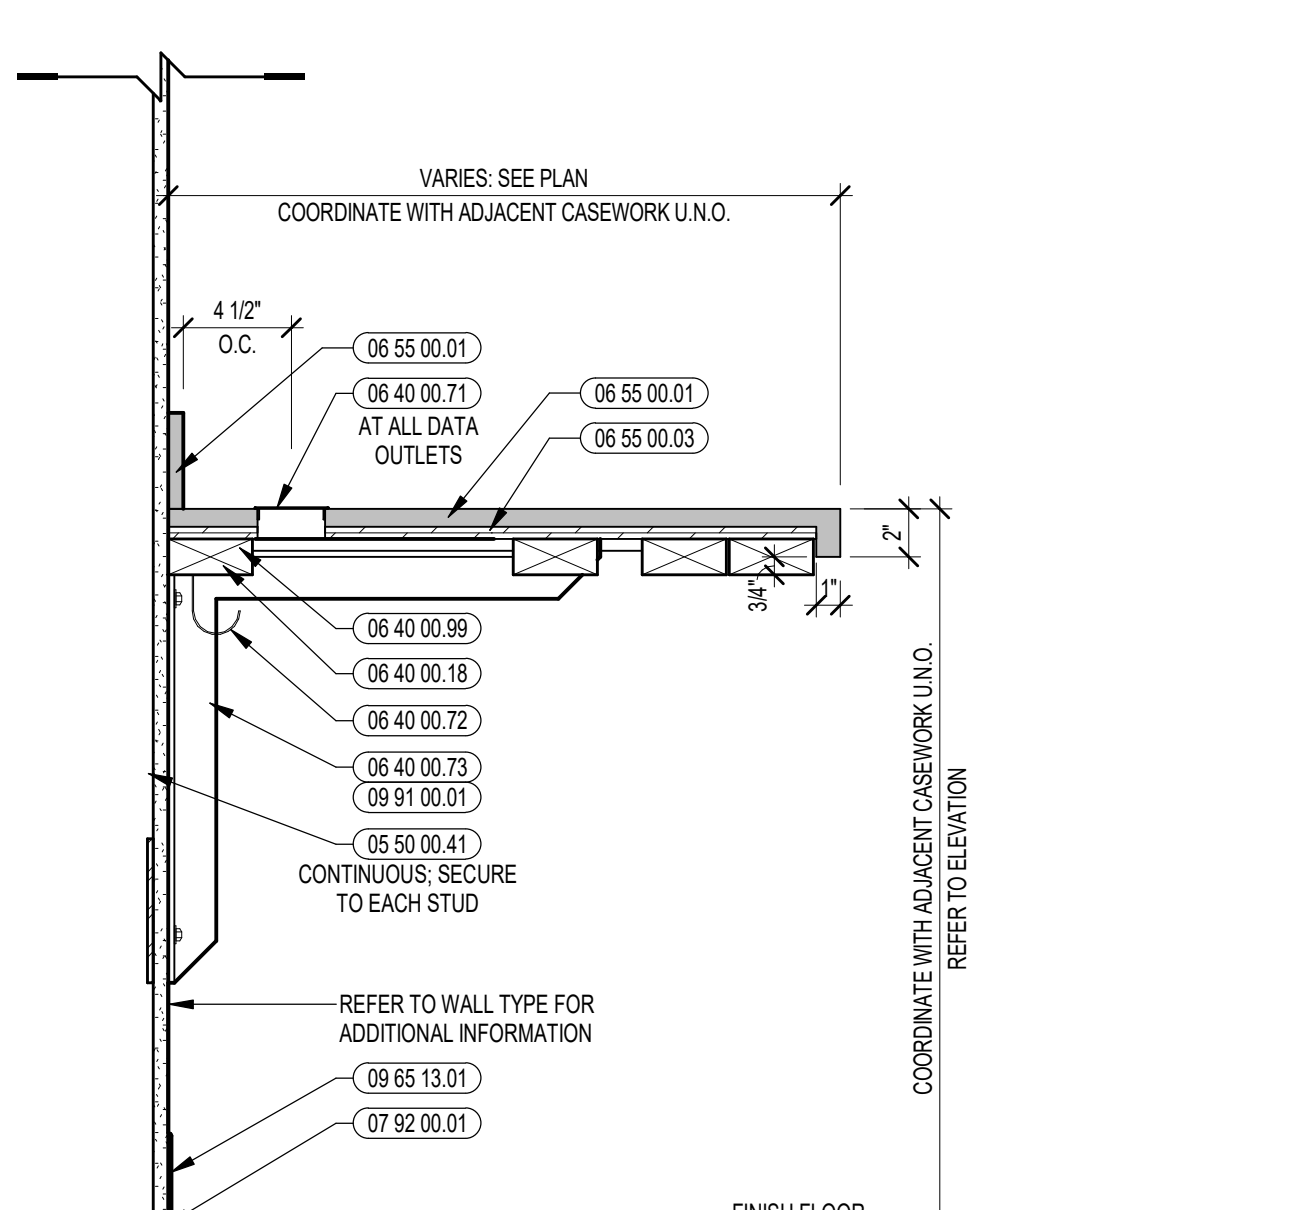 VARIES: SEE PLAN
COORDINATE WITH ADJACENT CASEWORK U.N.O.
4 1/2"
O.C.
06 55 00.01
06 40 00.71
AT ALL DATA
OUTLETS
06 55 00.01
06 55 00.03
2"
3/4"
1"
06 40 00.99
06 40 00.18
06 40 00.72
06 40 00.73
09 91 00.01
05 50 00.41
CONTINUOUS; SECURE
TO EACH STUD
COORDINATE WITH ADJACENT CASEWORK U.N.O.
REFER TO ELEVATION
REFER TO WALL TYPE FOR
ADDITIONAL INFORMATION
09 65 13.01
07 92 00.01
FINISH FLOOR